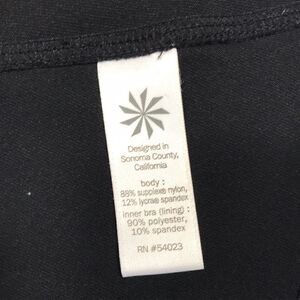 Designed in
Sonoma County,
California
body :
88% supplexe nylon,
12% lycrae spandex
inner bra (lining) :
90% polyester,
10% spandex
RN #54023